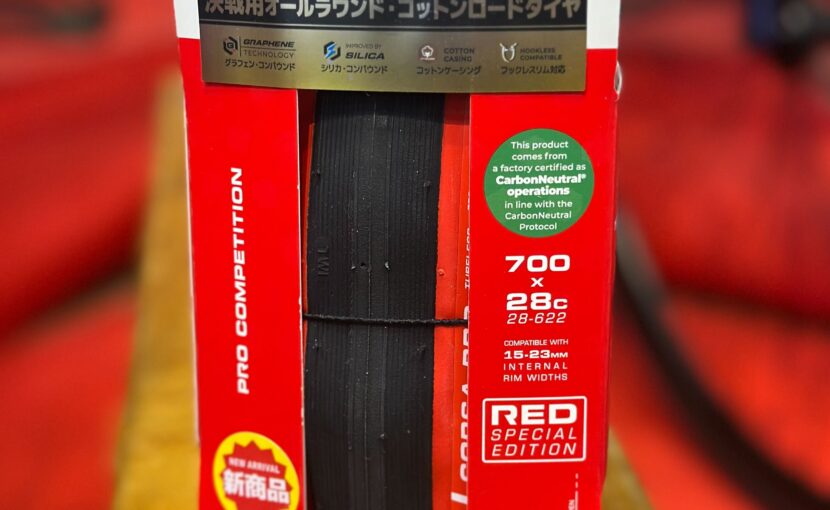 決戦用オールラウンド・コットンロードタイヤ
GRAPHENE
TECHNOLOGY
グラフェン・コンパウンド
IMPROVED BY
SILICA
シリカ・コンパウンド
COTTON
CASING
コットンケーシング
HOOKLESS
COMPATIBLE
フックレスリム対応
PRO COMPETITION
NEW ARRIVAL
新商品
TWI
This product
comes from
a factory certified as
CarbonNeutral®
operations
in line with the
CarbonNeutral
Protocol
700
x
28c
28-622
COMPATIBLE WITH
15-23MM
INTERNAL
RIM WIDTHS
RED
SPECIAL
EDITION